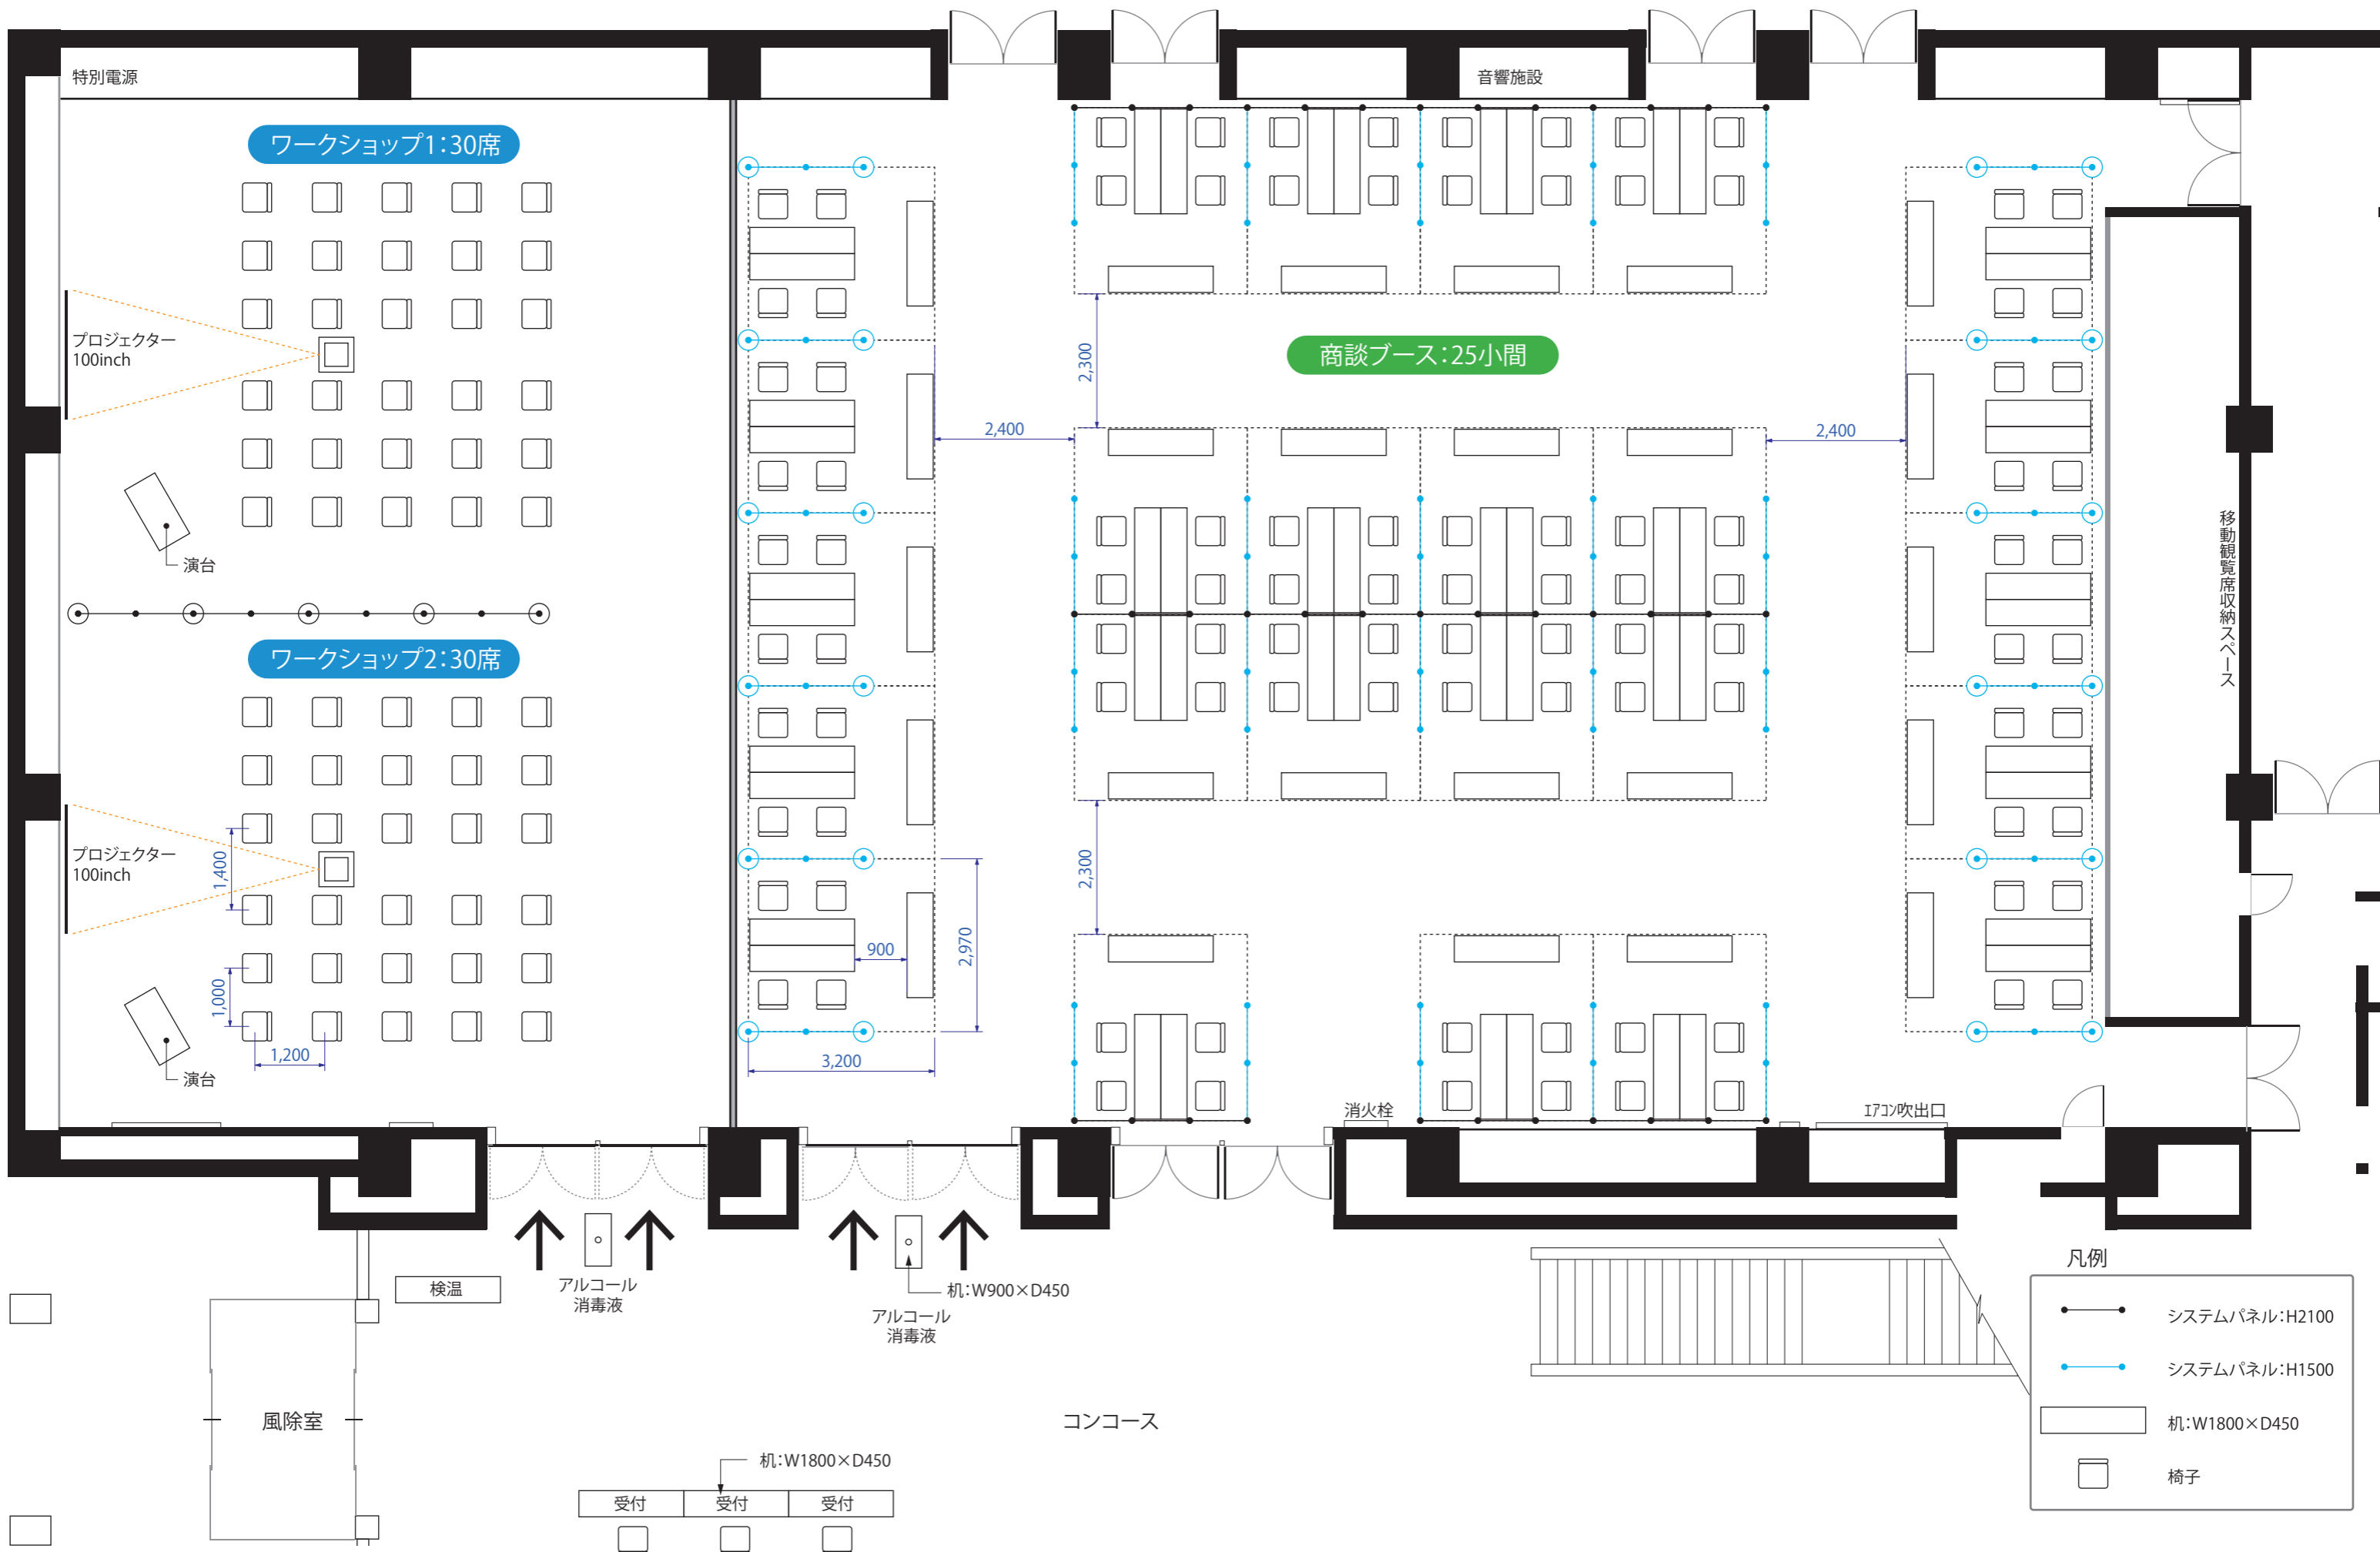 特別電源
音響施設
ワークショップ1：30席
プロジェクター
100inch
演台
商談ブース：25小間
2,300
2,400
2,400
移動観覧席収納スペース
ワークショップ2：30席
プロジェクター
100inch
1,400
1,000
1,200
演台
2,300
900
2,970
3,200
消火栓
エアコン吹出口
検温
アルコール
消毒液
机：W900×D450
アルコール
消毒液
風除室
コンコース
机：W1800×D450
受付
受付
受付
凡例
システムパネル：H2100
システムパネル：H1500
机：W1800×D450
椅子